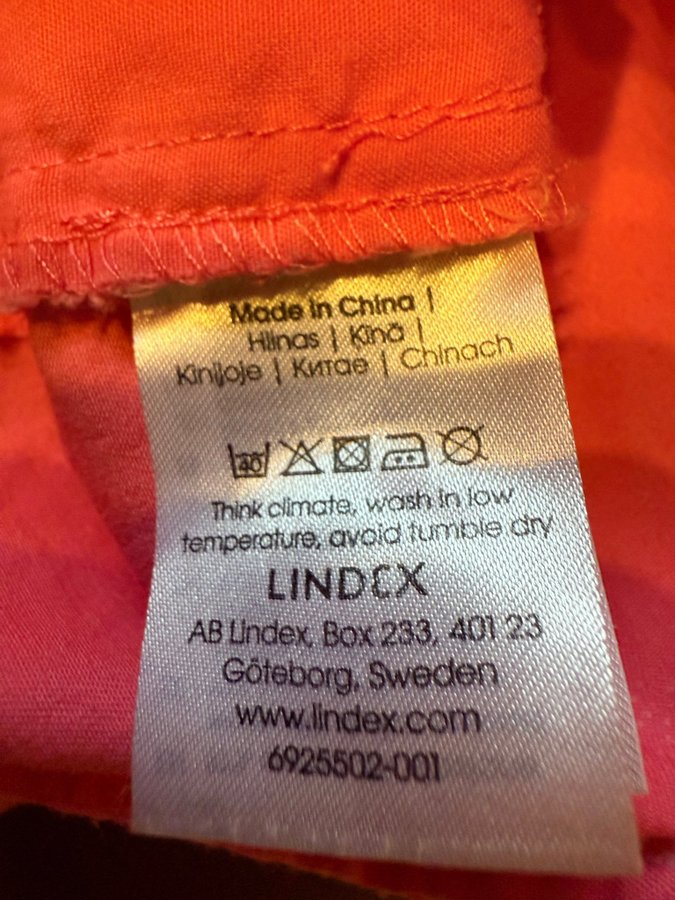 Made in China |
Hiinas | Ķīnā |
Kinijoje | Китае | Chinach
40
Think climate, wash in low
temperature, avoid tumble dry
LINDEX
AB Lindex, Box 233, 401 23
Göteborg, Sweden
www.lindex.com
6925502-001